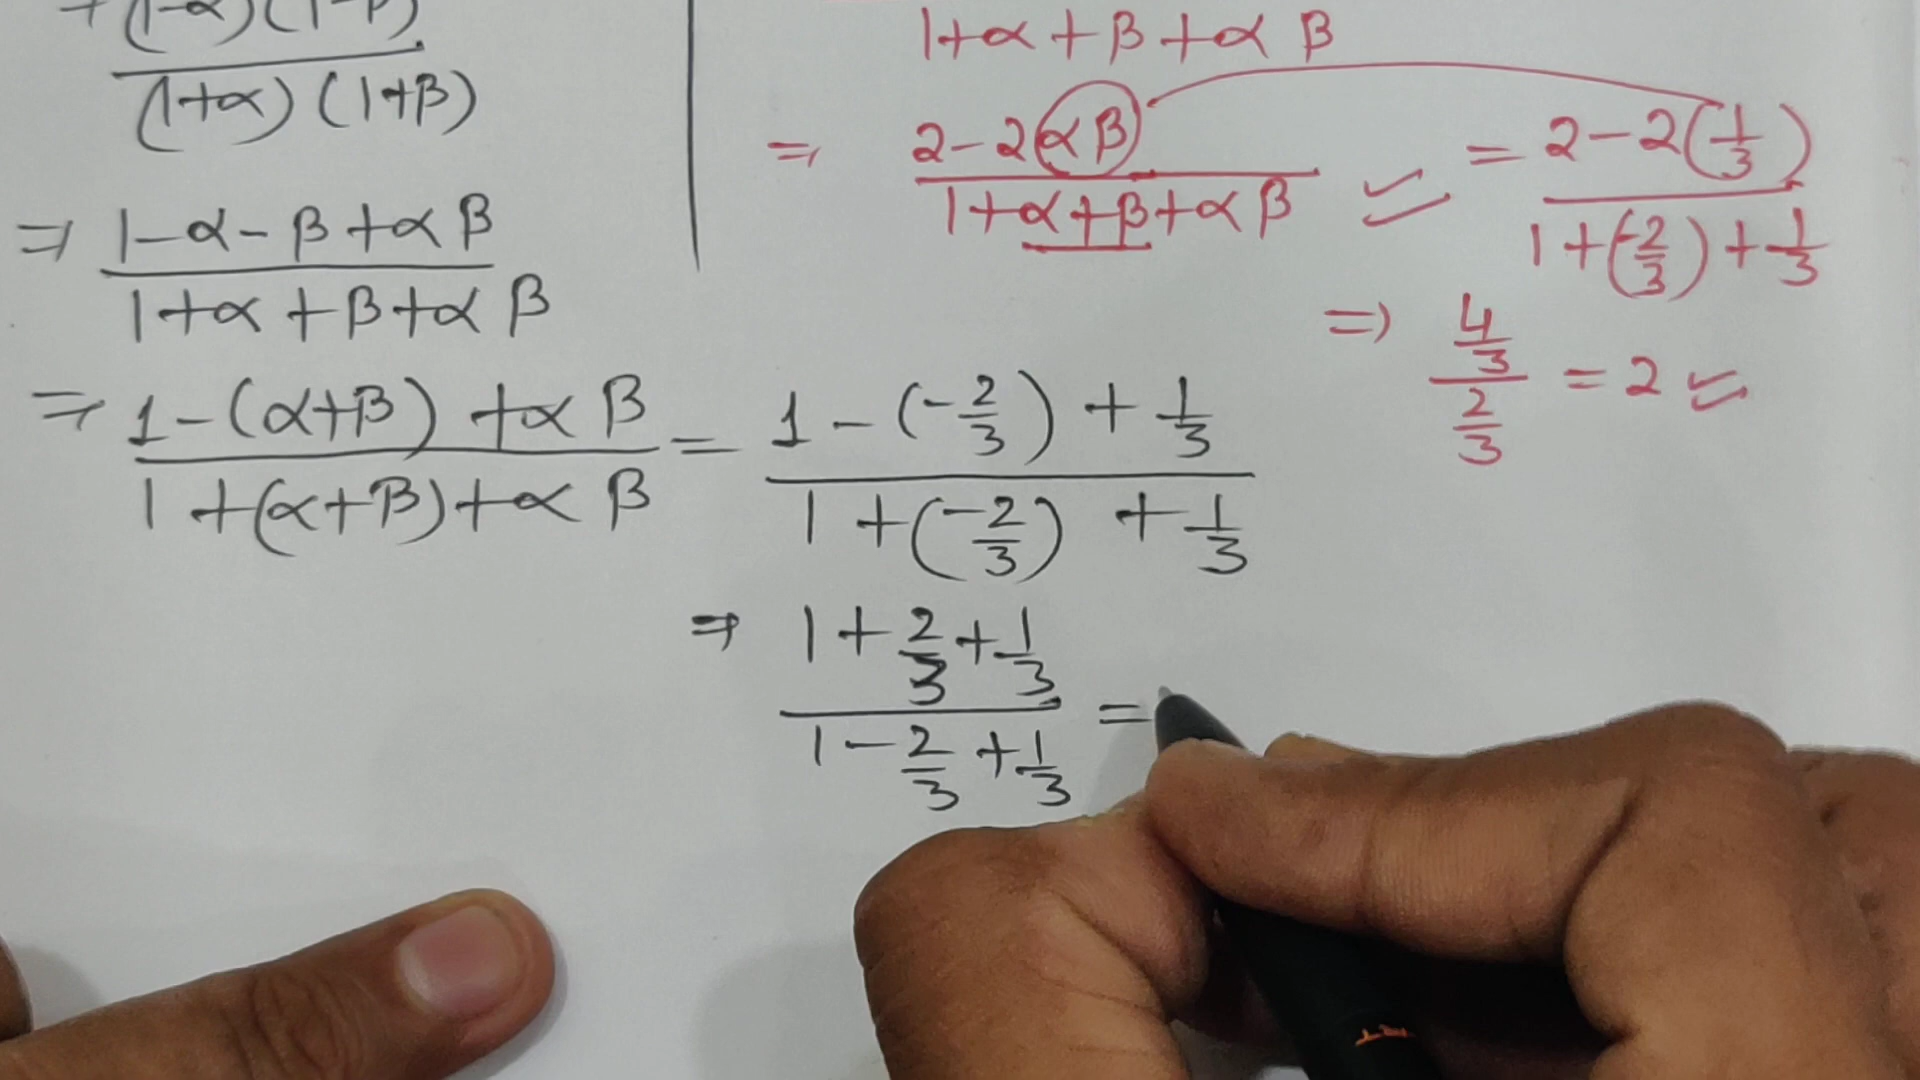 + (1-α)(1-β) / (1+α)(1+β)
⇒ 1-α-β+αβ / 1+α+β+αβ
⇒ 1-(α+β)+αβ / 1+(α+β)+αβ = 1-(-2/3)+1/3 / 1+(-2/3)+1/3
⇒ 1+2/3+1/3 / 1-2/3+1/3 =
1+α+β+αβ
⇒ 2-2αβ / 1+α+β+αβ = 2-2(1/3) / 1+(-2/3)+1/3
⇒ 4/3 / 2/3 = 2